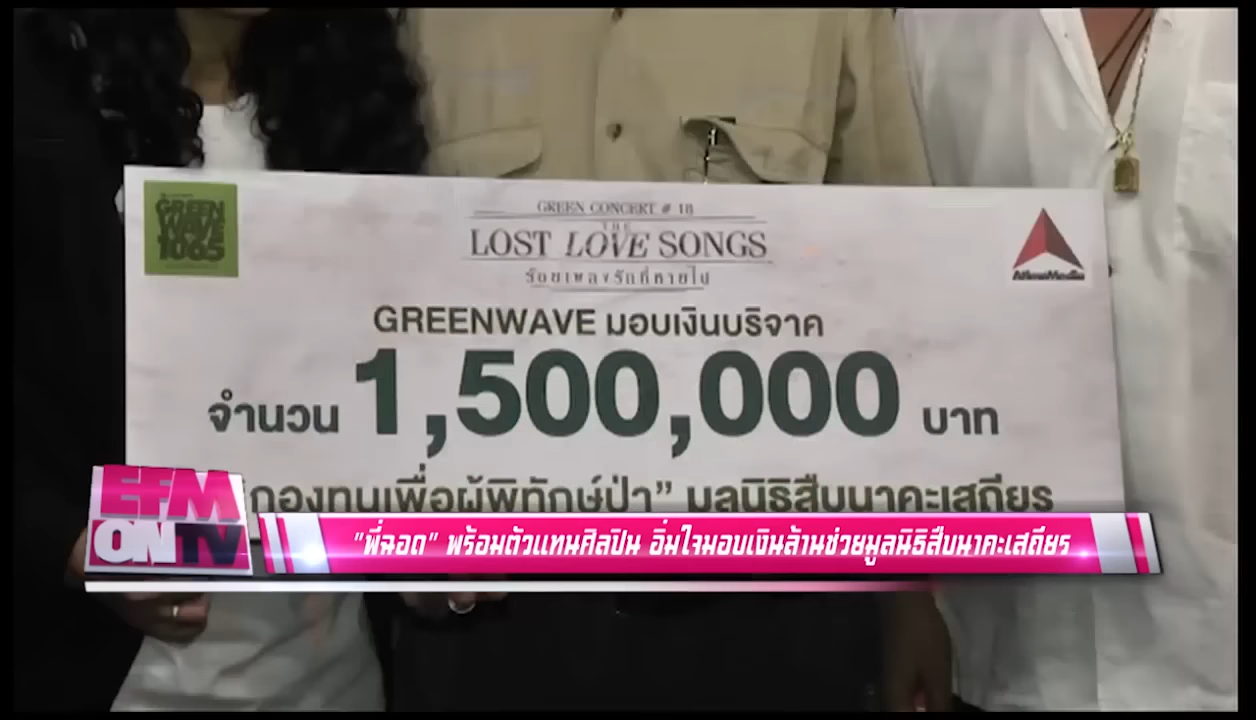 GREEN
WAVE
106.5
GREEN CONCERT # 18
THE
LOST LOVE SONGS
ร้อยเพลงรักที่หายไป
AtimeMedia
GREENWAVE มอบเงินบริจาค
จำนวน 1,500,000 บาท
กองทุนเพื่อผู้พิทักษ์ป่า” มูลนิธิสืบนาคะเสถียร
EFM
ON TV
"พี่ฉอด" พร้อมตัวแทนศิลปิน อิ่มใจมอบเงินล้านช่วยมูลนิธิสืบนาคะเสถียร